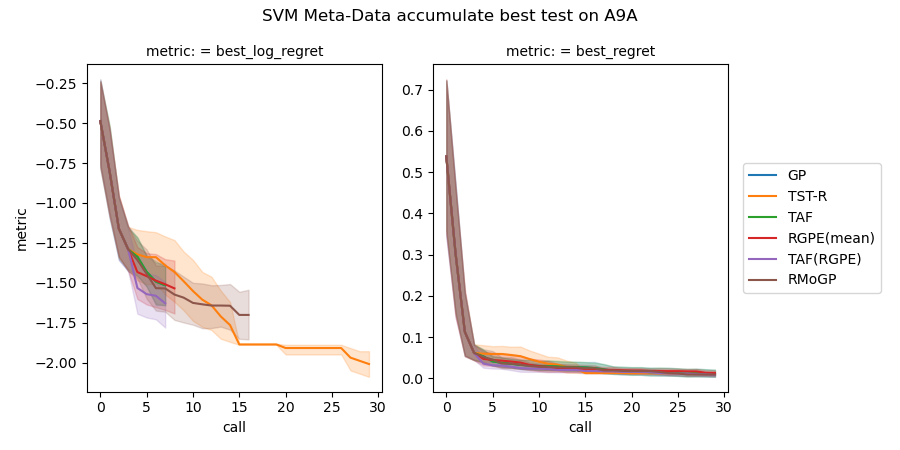 SVM Meta-Data accumulate best test on A9A
metric: = best_log_regret
metric: = best_regret
metric
−0.25
−0.50
−0.75
−1.00
−1.25
−1.50
−1.75
−2.00
0 5 10 15 20 25 30
call
0.7
0.6
0.5
0.4
0.3
0.2
0.1
0.0
0 5 10 15 20 25 30
call
GP
TST-R
TAF
RGPE(mean)
TAF(RGPE)
RMoGP